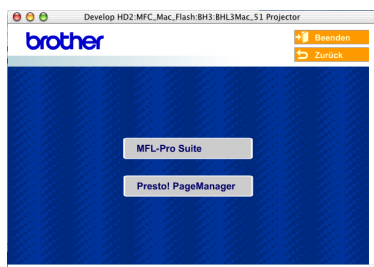 Develop HD2:MFC_Mac_Flash:BH3:BHL3Mac_51 Projector
brother
Beenden
Zurück
MFL-Pro Suite
Presto! PageManager